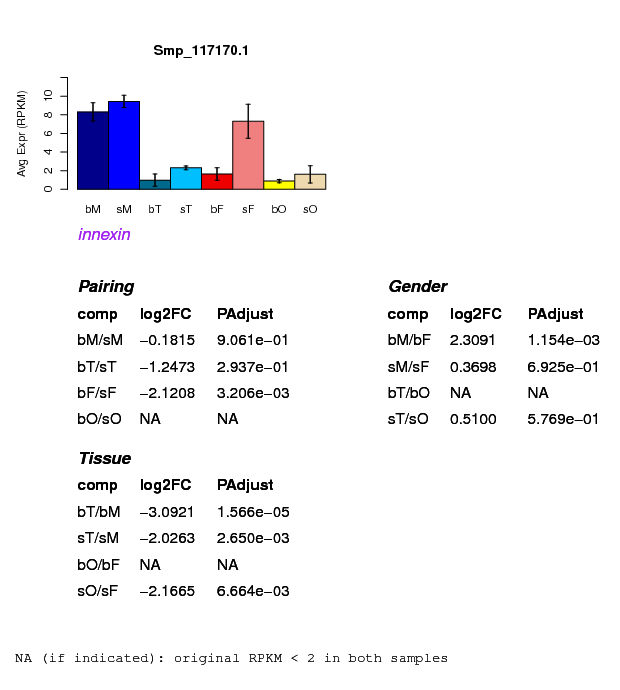 Smp_117170.1
Avg Expr (RPKM)
0 2 4 6 8 10
bM sM bT sT bF sF bO sO
innexin
Pairing
comp log2FC PAdjust
bM/sM −0.1815 9.061e−01
bT/sT −1.2473 2.937e−01
bF/sF −2.1208 3.206e−03
bO/sO NA NA
Gender
comp log2FC PAdjust
bM/bF 2.3091 1.154e−03
sM/sF 0.3698 6.925e−01
bT/bO NA NA
sT/sO 0.5100 5.769e−01
Tissue
comp log2FC PAdjust
bT/bM −3.0921 1.566e−05
sT/sM −2.0263 2.650e−03
bO/bF NA NA
sO/sF −2.1665 6.664e−03
NA (if indicated): original RPKM < 2 in both samples